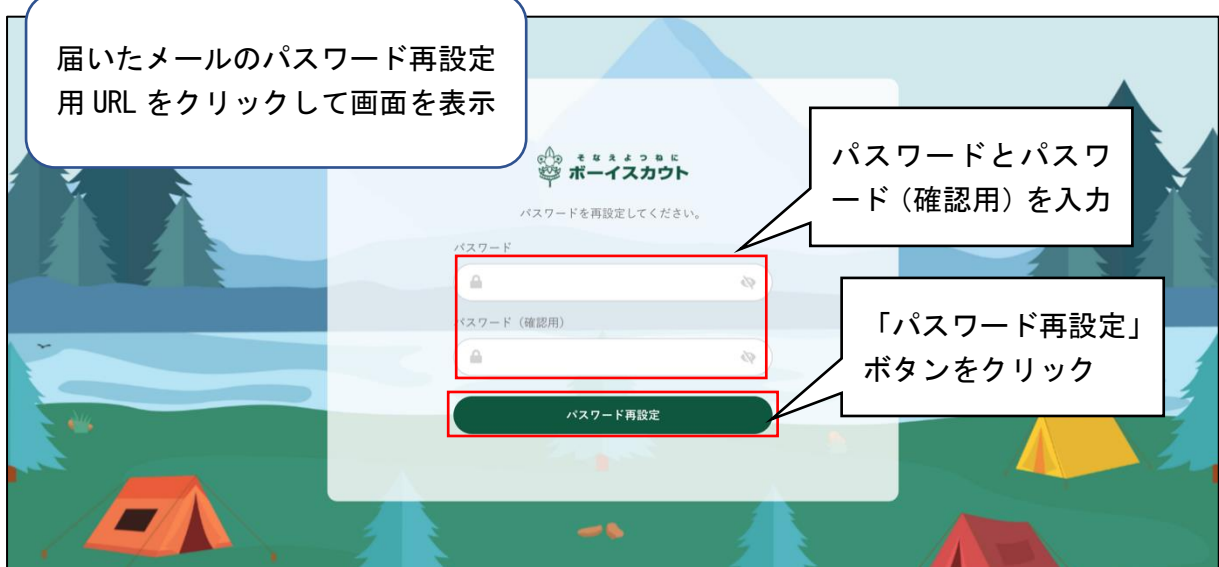 届いたメールのパスワード再設定
用 URL をクリックして画面を表示
そなえよつねに
ボーイスカウト
パスワードを再設定してください。
パスワードとパスワ
ード（確認用）を入力
パスワード
パスワード（確認用）
「パスワード再設定」
ボタンをクリック
パスワード再設定